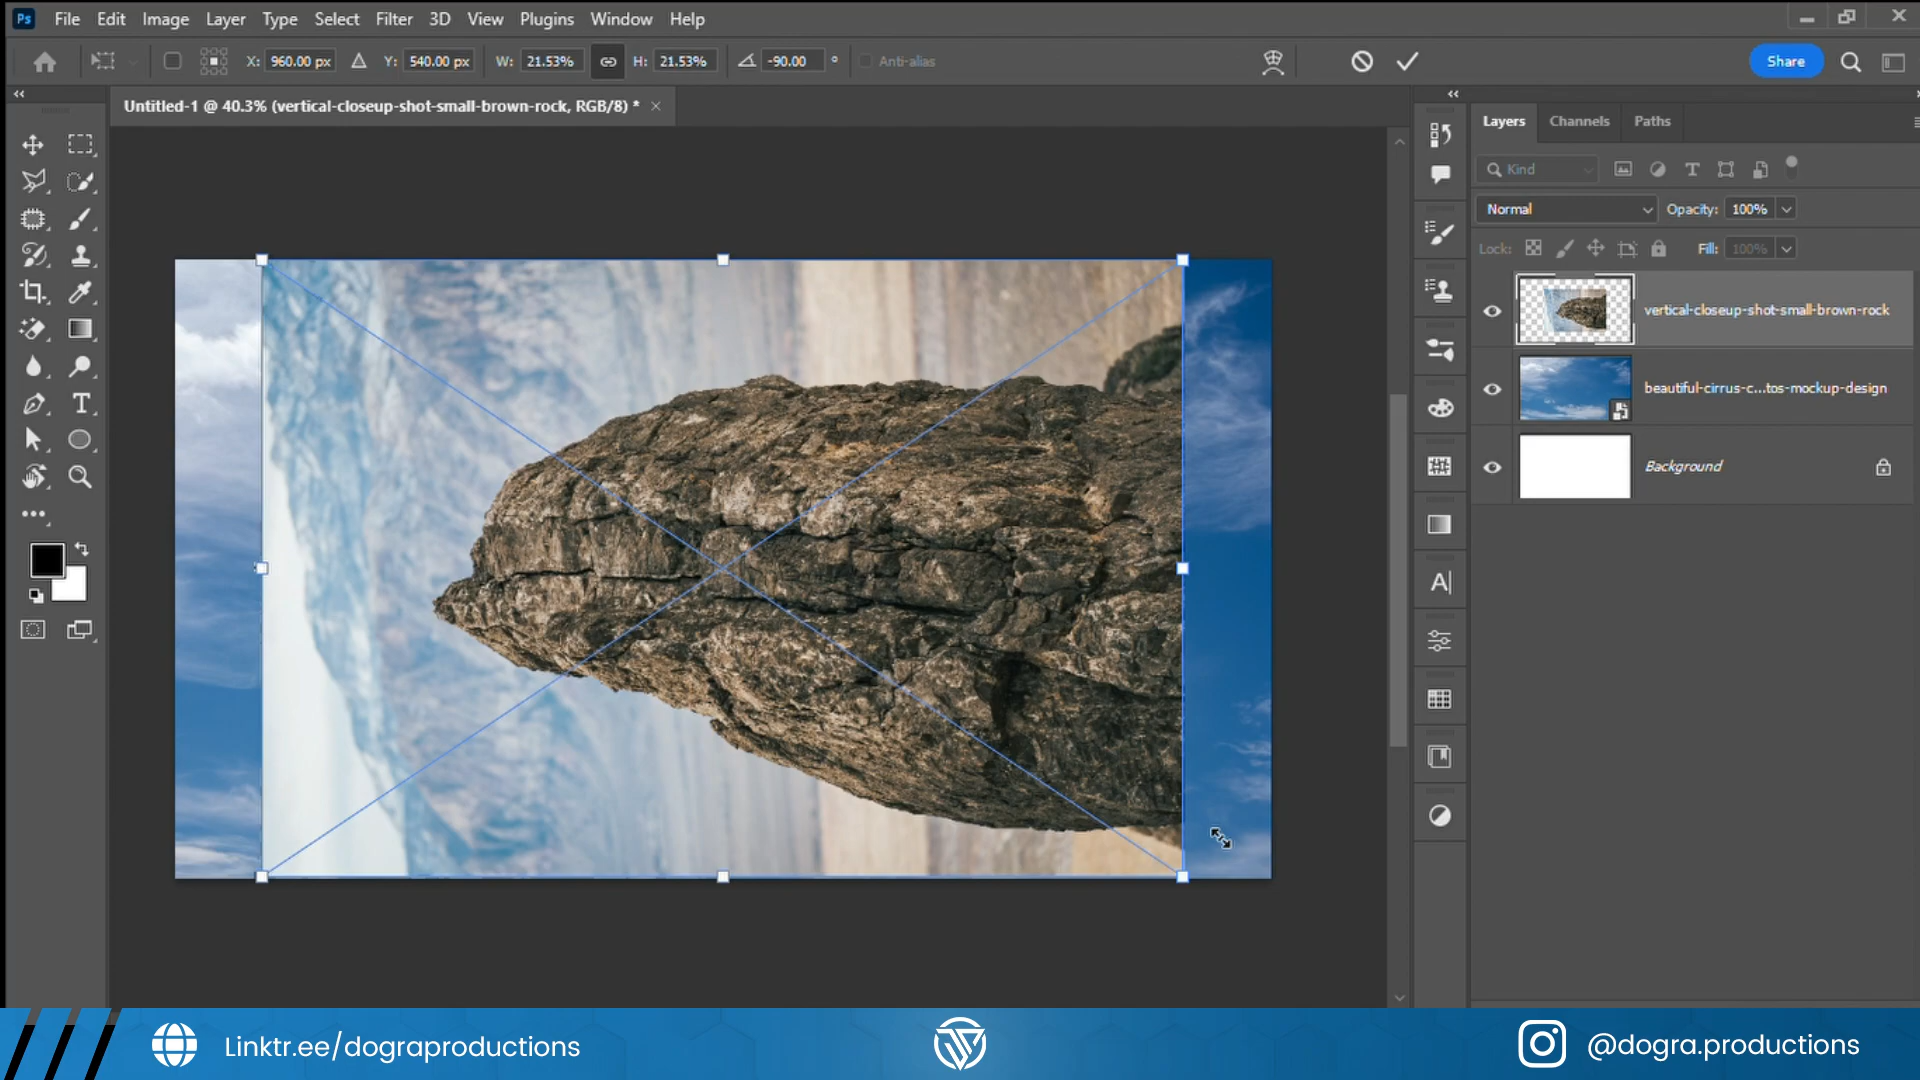 Ps File Edit Image Layer Type Select Filter 3D View Plugins Window Help
X: 960.00 px Y: 540.00 px W: 21.53% H: 21.53% -90.00 ° Anti-alias Share
Untitled-1 @ 40.3% (vertical-closeup-shot-small-brown-rock, RGB/8) *
Layers Channels Paths
Kind
Normal Opacity: 100%
Lock: Fill: 100%
vertical-closeup-shot-small-brown-rock
beautiful-cirrus-c...tos-mockup-design
Background
Linktr.ee/dograproductions @dogra.productions